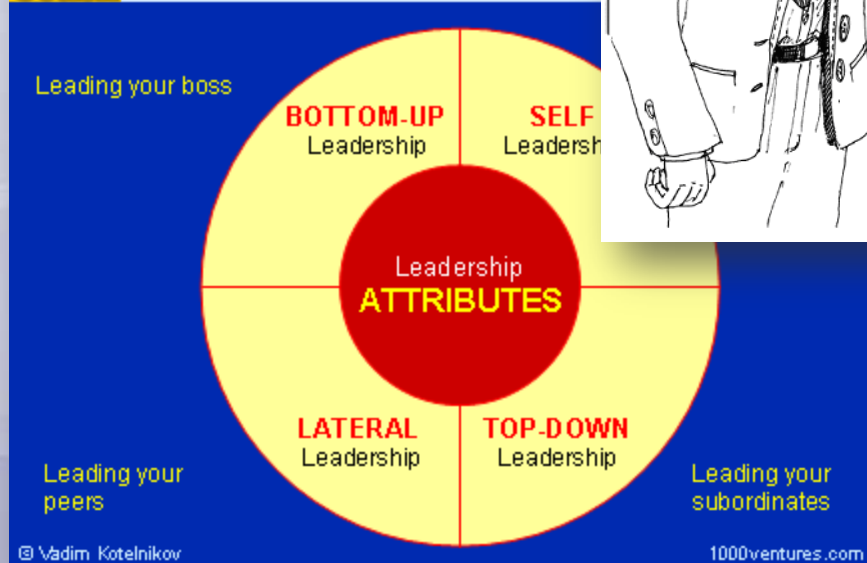 Leading your boss
BOTTOM-UP
Leadership
SELF
Leadersh
Leadership
ATTRIBUTES
LATERAL
Leadership
TOP-DOWN
Leadership
Leading your
peers
Leading your
subordinates
© Vadim Kotelnikov
1000ventures.com